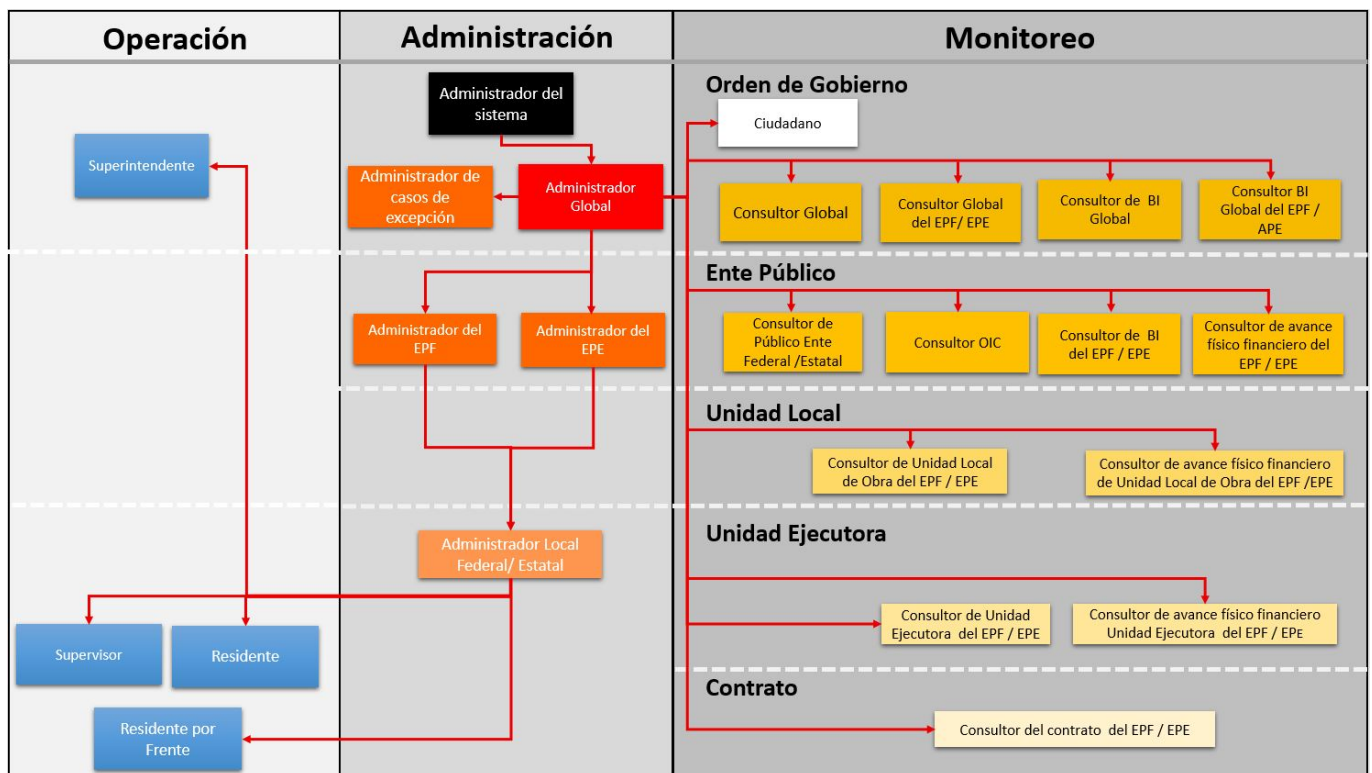 Operación
Administración
Monitoreo
Superintendente
Supervisor
Residente
Residente por
Frente
Administrador del
sistema
Administrador de
casos de
excepción
Administrador
Global
Administrador del
EPF
Administrador del
EPE
Administrador Local
Federal/ Estatal
Orden de Gobierno
Ciudadano
Consultor Global
Consultor Global
del EPF/ EPE
Consultor de BI
Global
Consultor BI
Global del EPF /
APE
Ente Público
Consultor de
Público Ente
Federal /Estatal
Consultor OIC
Consultor de BI
del EPF / EPE
Consultor de avance
físico financiero del
EPF / EPE
Unidad Local
Consultor de Unidad Local
de Obra del EPF / EPE
Consultor de avance físico financiero
de Unidad Local de Obra del EPF /EPE
Unidad Ejecutora
Consultor de Unidad
Ejecutora del EPF / EPE
Consultor de avance físico financiero
Unidad Ejecutora del EPF / EPE
Contrato
Consultor del contrato del EPF / EPE